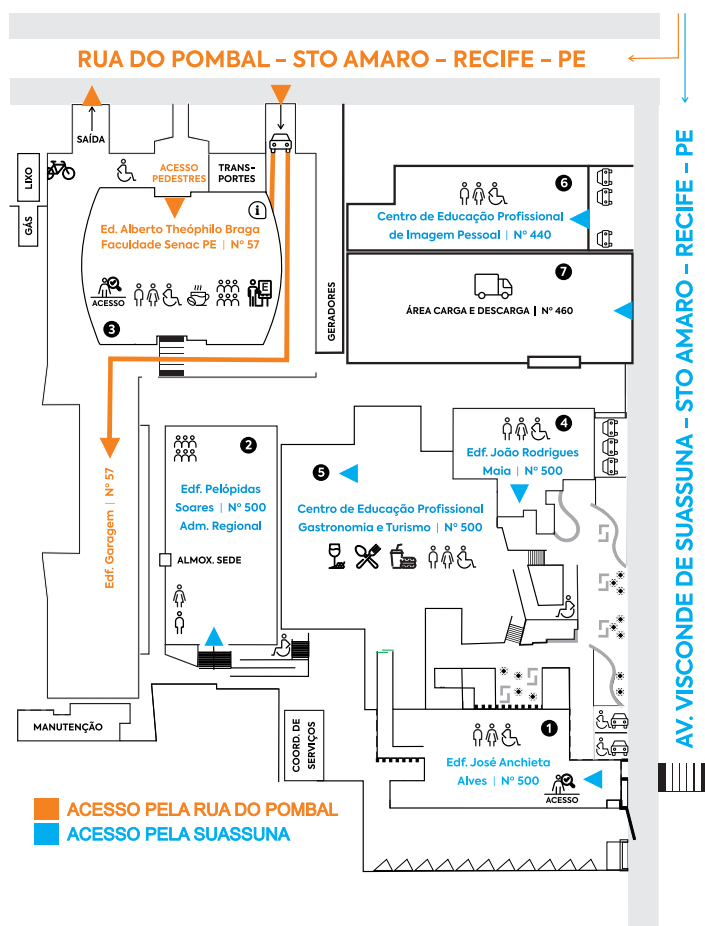 RUA DO POMBAL – STO AMARO – RECIFE – PE
AV. VISCONDE DE SUASSUNA – STO AMARO – RECIFE – PE
SAÍDA
LIXO
GÁS
ACESSO
PEDESTRES
TRANS-
PORTES
i
Ed. Alberto Theóphilo Braga
Faculdade Senac PE | Nº 57
E
ACESSO
3
GERADORES
6
Centro de Educação Profissional
de Imagem Pessoal | Nº 440
7
ÁREA CARGA E DESCARGA | Nº 460
4
Edf. João Rodrigues
Maia | Nº 500
2
Edf. Pelópidas
Soares | Nº 500
Adm. Regional
ALMOX. SEDE
5
Centro de Educação Profissional
Gastronomia e Turismo | Nº 500
Edf. Garagem | Nº 57
MANUTENÇÃO
COORD. DE
SERVIÇOS
1
Edf. José Anchieta
Alves | Nº 500
ACESSO
ACESSO PELA RUA DO POMBAL
ACESSO PELA SUASSUNA